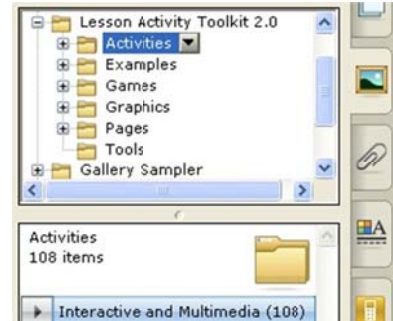 Lesson Activity Toolkit 2.0
Activities
Examples
Games
Graphics
Pages
Tools
Gallery Sampler
Activities
108 items
Interactive and Multimedia (108)
A